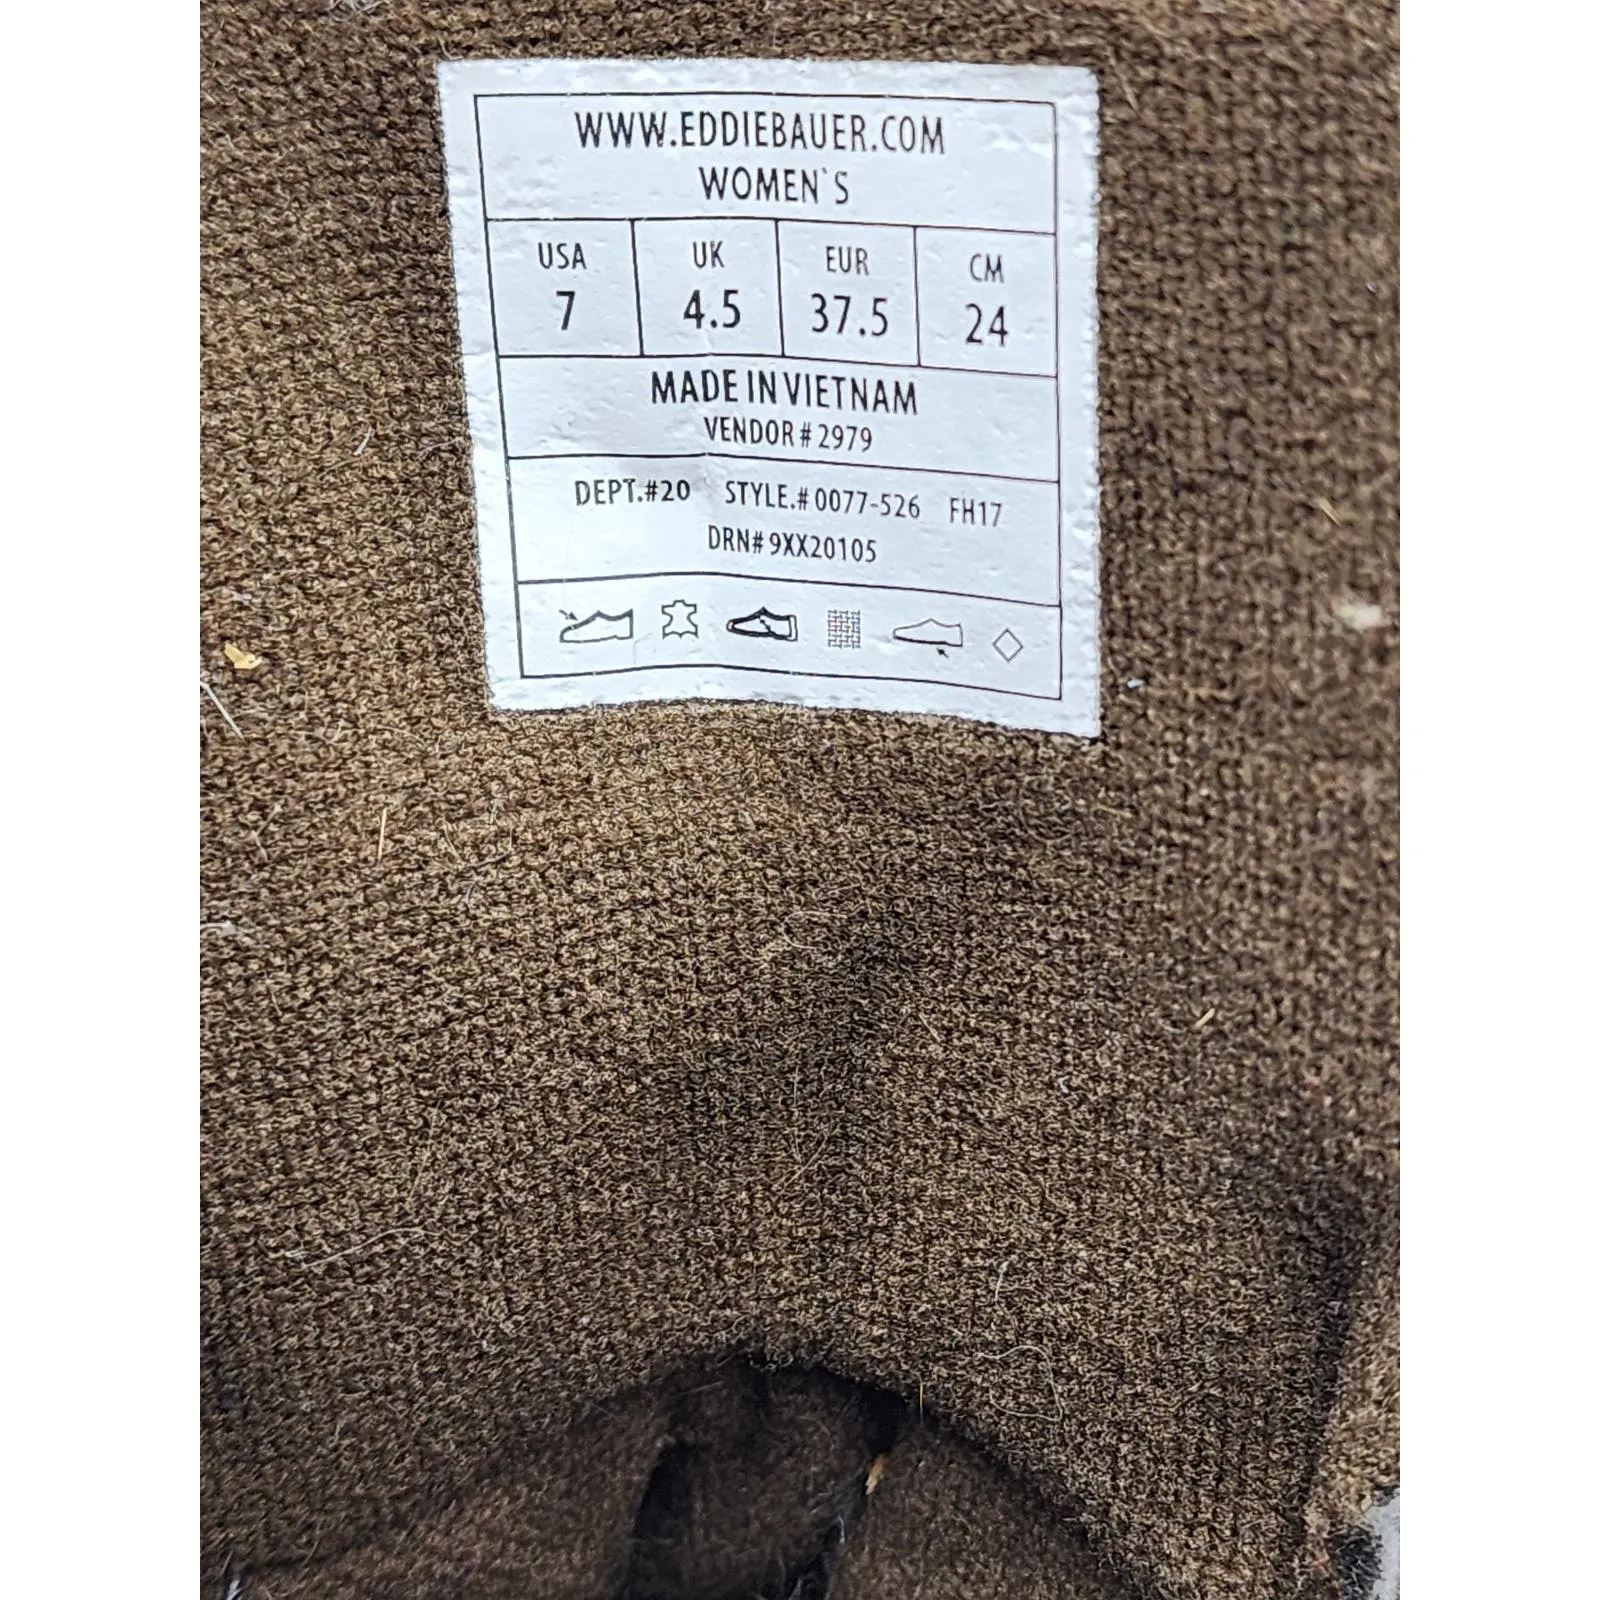 WWW.EDDIEBAUER.COM
WOMEN`S
USA UK EUR CM
7 4.5 37.5 24
MADE IN VIETNAM
VENDOR # 2979
DEPT.#20 STYLE.# 0077-526 FH17
DRN# 9XX20105